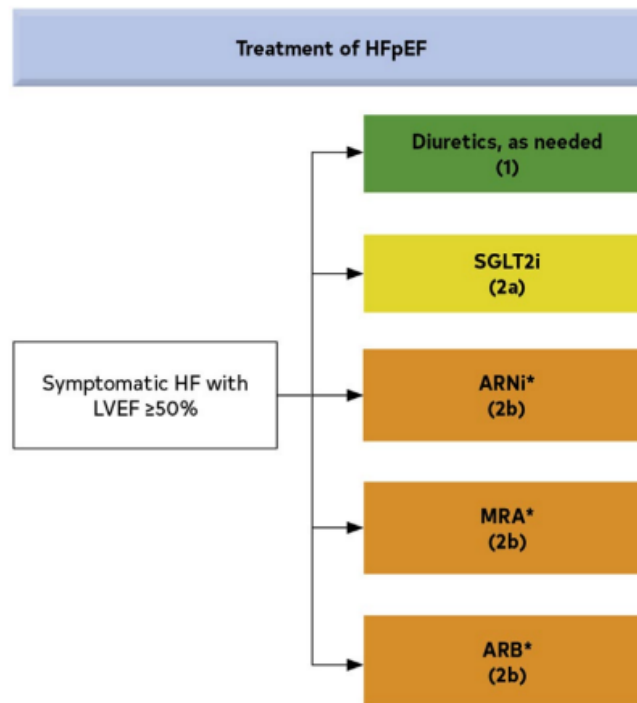 Treatment of HFpEF
Diuretics, as needed
(1)
SGLT2i
(2a)
Symptomatic HF with
LVEF ≥50%
ARNi*
(2b)
MRA*
(2b)
ARB*
(2b)